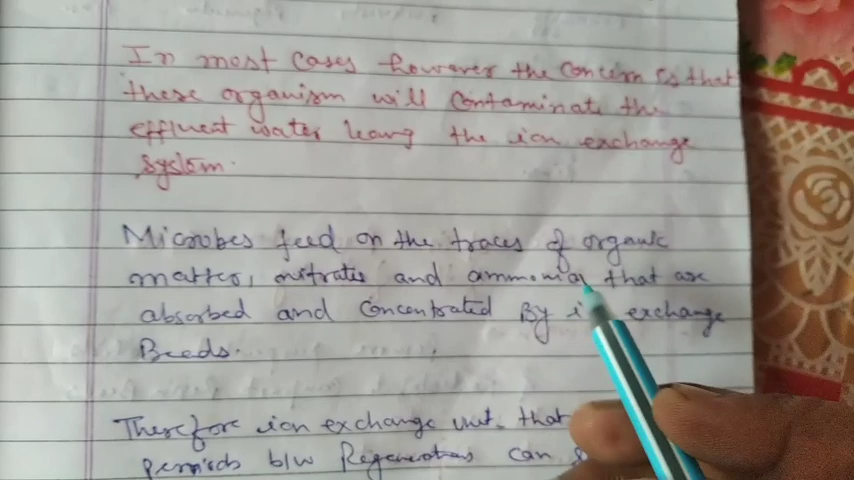 In most cases however the concern is that
these organism will contaminate the
effluent water leaving the ion exchange
system.
Microbes feed on the traces of organic
matter, nitrates and ammonia that are
absorbed and concentrated By exchange
Beeds.
Therefore ion exchange unit that
periods b/w Regenerations can